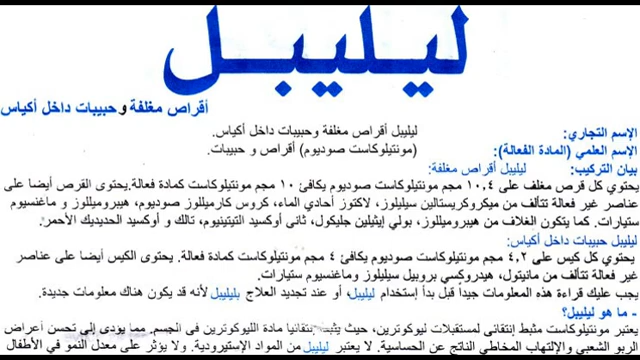 ليليبل
أقراص مغلفة وحبيبات داخل أكياس
الإسم التجاري: ليليبل أقراص مغلفة وحبيبات داخل أكياس.
الإسم العلمي (المادة الفعالة): (مونتيلوكاست صوديوم) أقراص و حبيبات.
بيان التركيب: ليليبل أقراص مغلفة:
يحتوي كل قرص مغلف على ١٠,٤ مجم مونتيلوكاست صوديوم يكافئ ١٠ مجم مونتيلوكاست كمادة فعالة.يحتوى القرص أيضا على
عناصر غير فعالة تتألف من ميكروكريستالين سيليلوز، لاكتوز أحادي الماء، كروس كارميللوز صوديوم، هيبروميللوز و ماغنسيوم
ستيارات. كما يتكون الغلاف من هيبروميللوز، بولي إيثيلين جليكول، ثانى أوكسيد التيتينيوم، تالك و أوكسيد الحديديك الأحمر.
ليليبل حبيبات داخل أكياس:
يحتوي كل كيس على ٤,٢ مجم مونتيلوكاست صوديوم يكافئ ٤ مجم مونتيلوكاست كمادة فعالة. يحتوى الكيس أيضا على عناصر
غير فعالة تتألف من مانيتول، هيدروكسي بروبيل سيليلوز وماغنسيوم ستيارات.
يجب عليك قراءة هذه المعلومات جيداً قبل بدأ إستخدام ليليبل، أو عند تجديد العلاج بليليبل لأنه قد يكون هناك معلومات جديدة.
- ما هو ليليبل؟
يعتبر مونتيلوكاست مثبط إنتقائى لمستقبلات ليوكوترين، حيث يثبط إنتقائيا مادة الليوكوترين فى الجسم. مما يؤدى إلي تحسن أعراض
الربو الشعبي والإلتهاب المخاطي الناتج عن الحساسية. لا يعتبر ليليبل من المواد الإستيرودية. ولا يؤثر علي معدل النمو في الأطفال